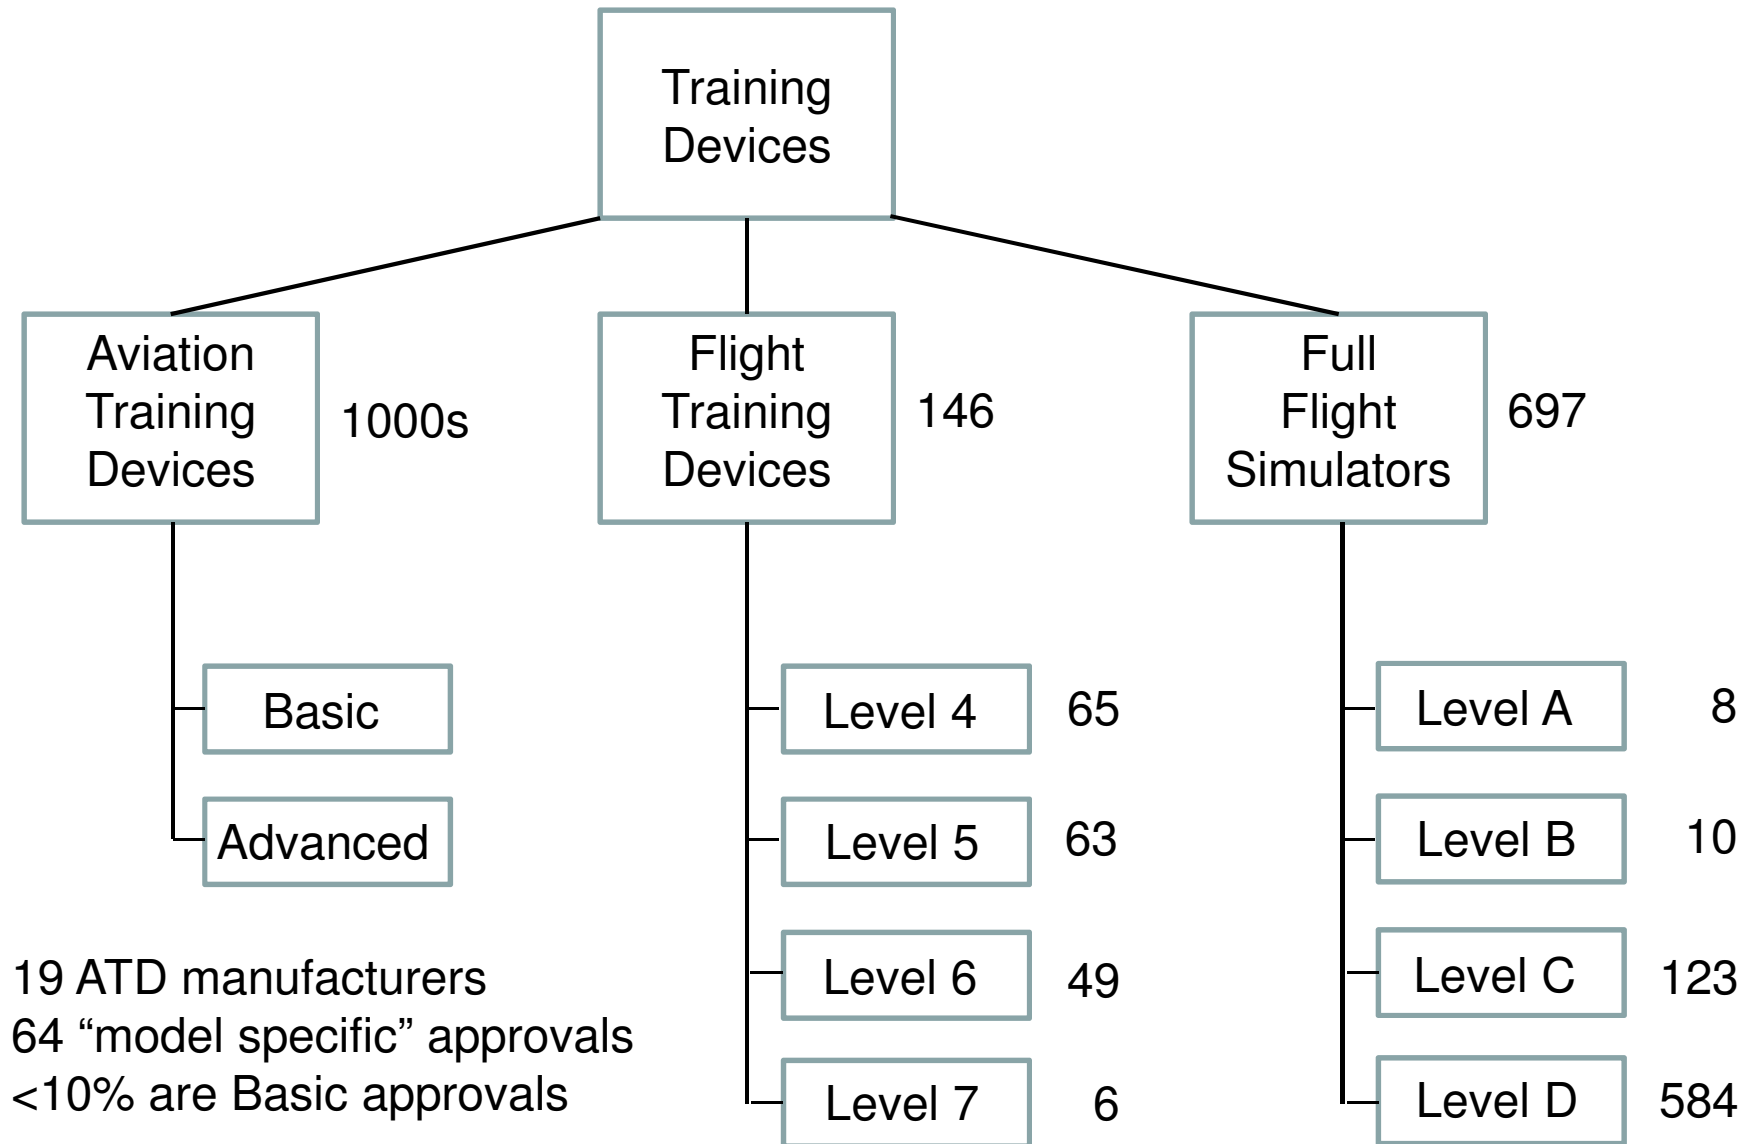 Training
Devices
Aviation
Training
Devices
1000s
Flight
Training
Devices
146
Full
Flight
Simulators
697
Basic
Advanced
19 ATD manufacturers
64 “model specific” approvals
<10% are Basic approvals
Level 4
65
Level 5
63
Level 6
49
Level 7
6
Level A
8
Level B
10
Level C
123
Level D
584